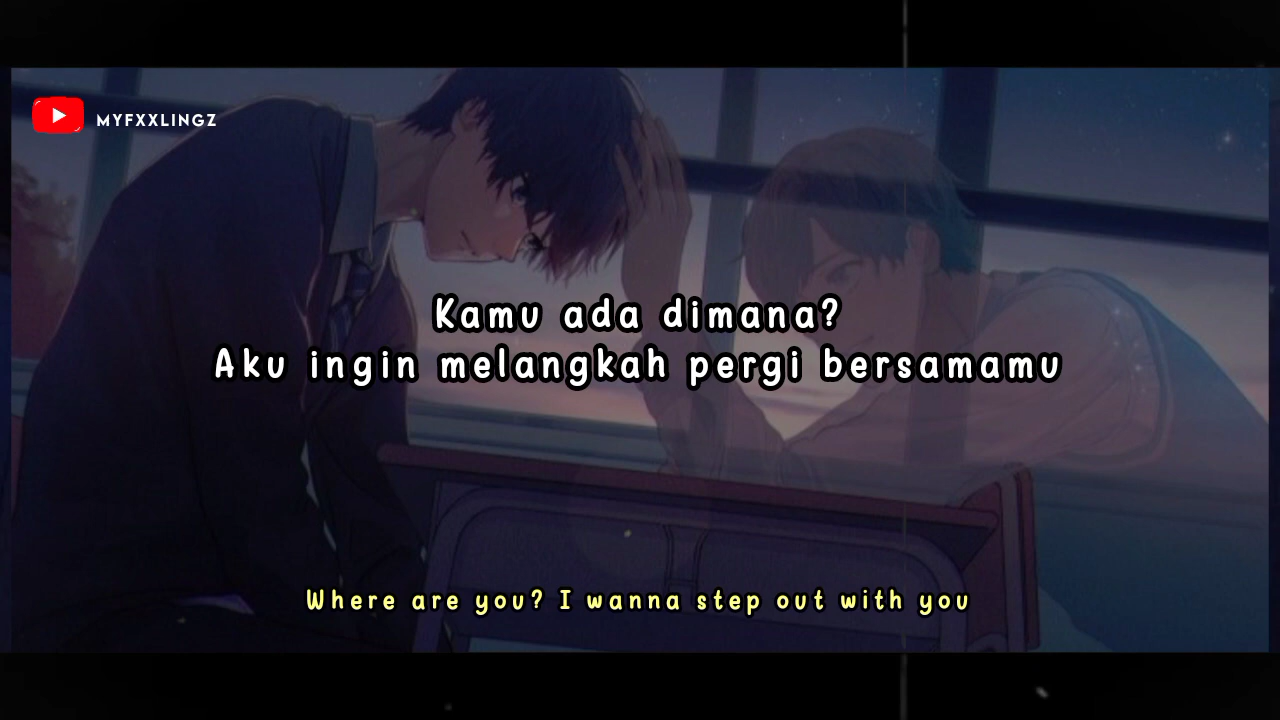 MYFXXLINGZ
Kamu ada dimana?
Aku ingin melangkah pergi bersamamu
Where are you? I wanna step out with you